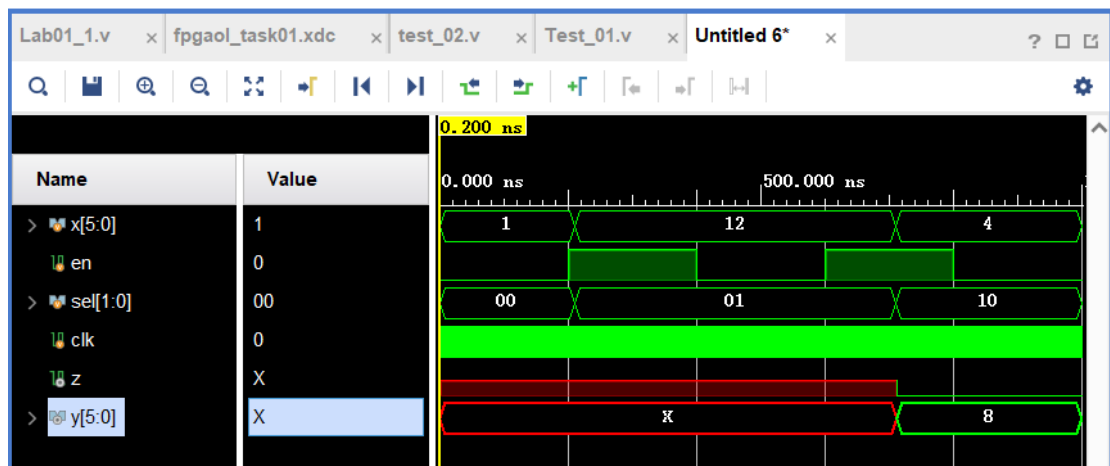 Lab01_1.v × fpgaol_task01.xdc × test_02.v × Test_01.v × Untitled 6* × ?
0.200 ns
Name Value 0.000 ns 500.000 ns 1
x[5:0] 1 1 12 4
en 0
sel[1:0] 00 00 01 10
clk 0
z X
y[5:0] X X 8